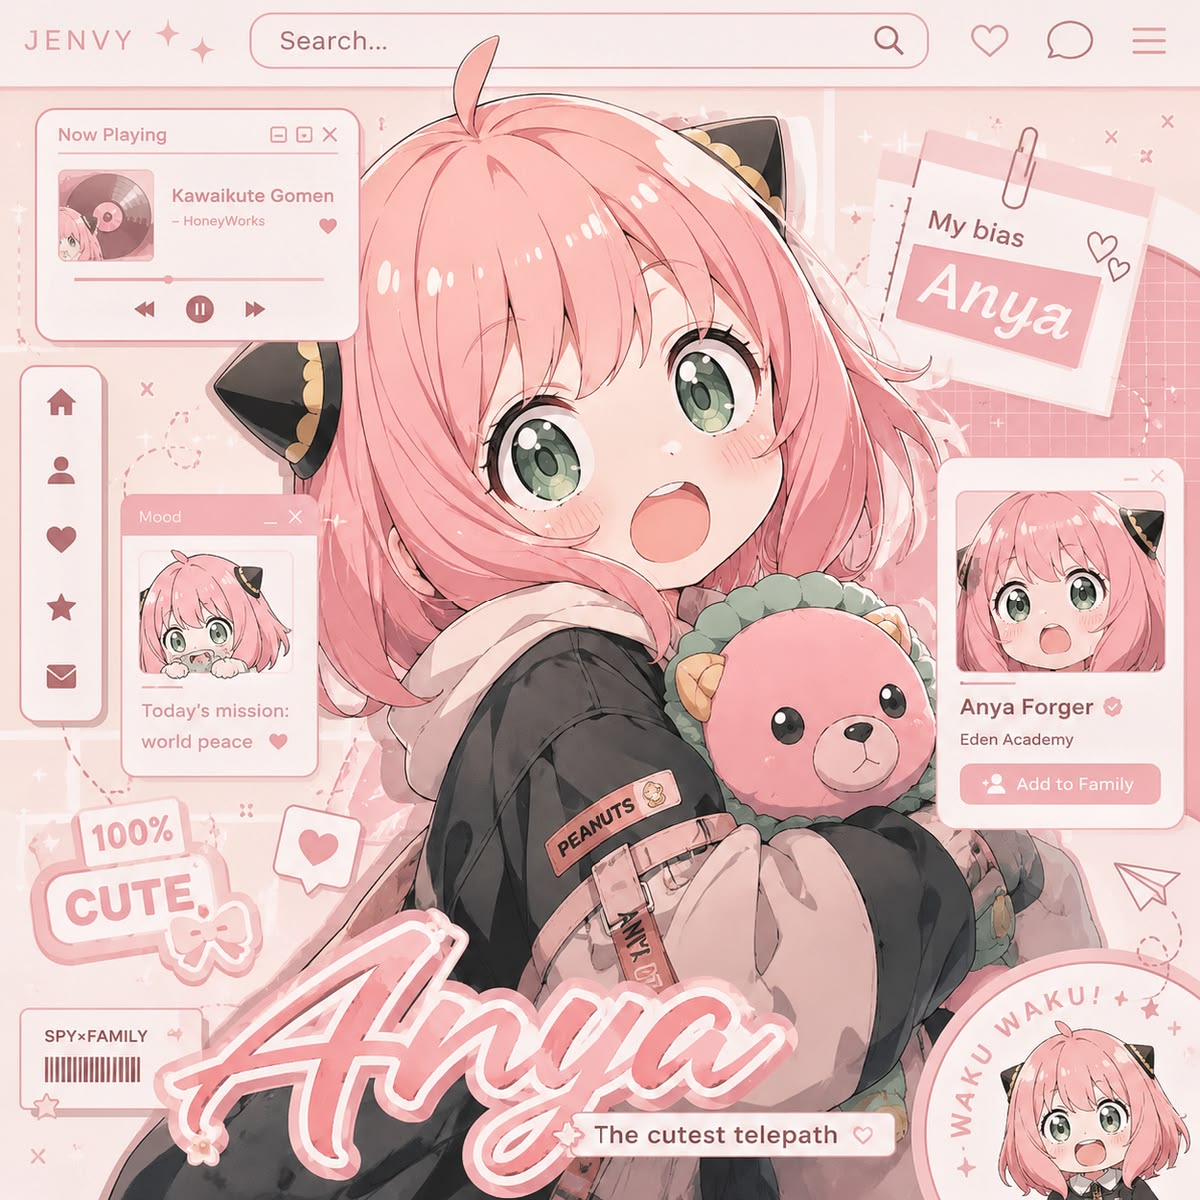 JENVY
Search...
Now Playing
Kawaikute Gomen
– HoneyWorks
My bias
Anya
Mood
Today's mission:
world peace
Anya Forger
Eden Academy
Add to Family
PEANUTS
100%
CUTE
Anya
SPY×FAMILY
The cutest telepath
WAKU WAKU!